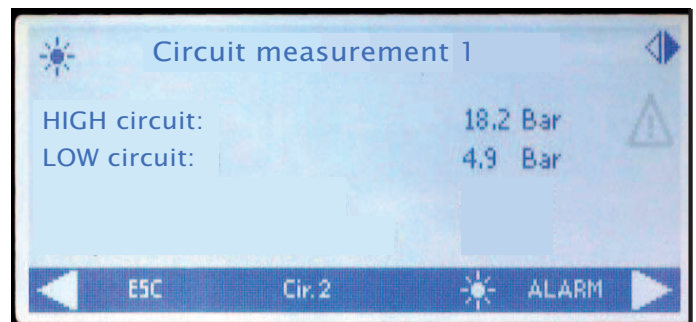 Circuit measurement 1
HIGH circuit: 18.2 Bar
LOW circuit: 4.9 Bar
ESC Cir. 2 ALARM